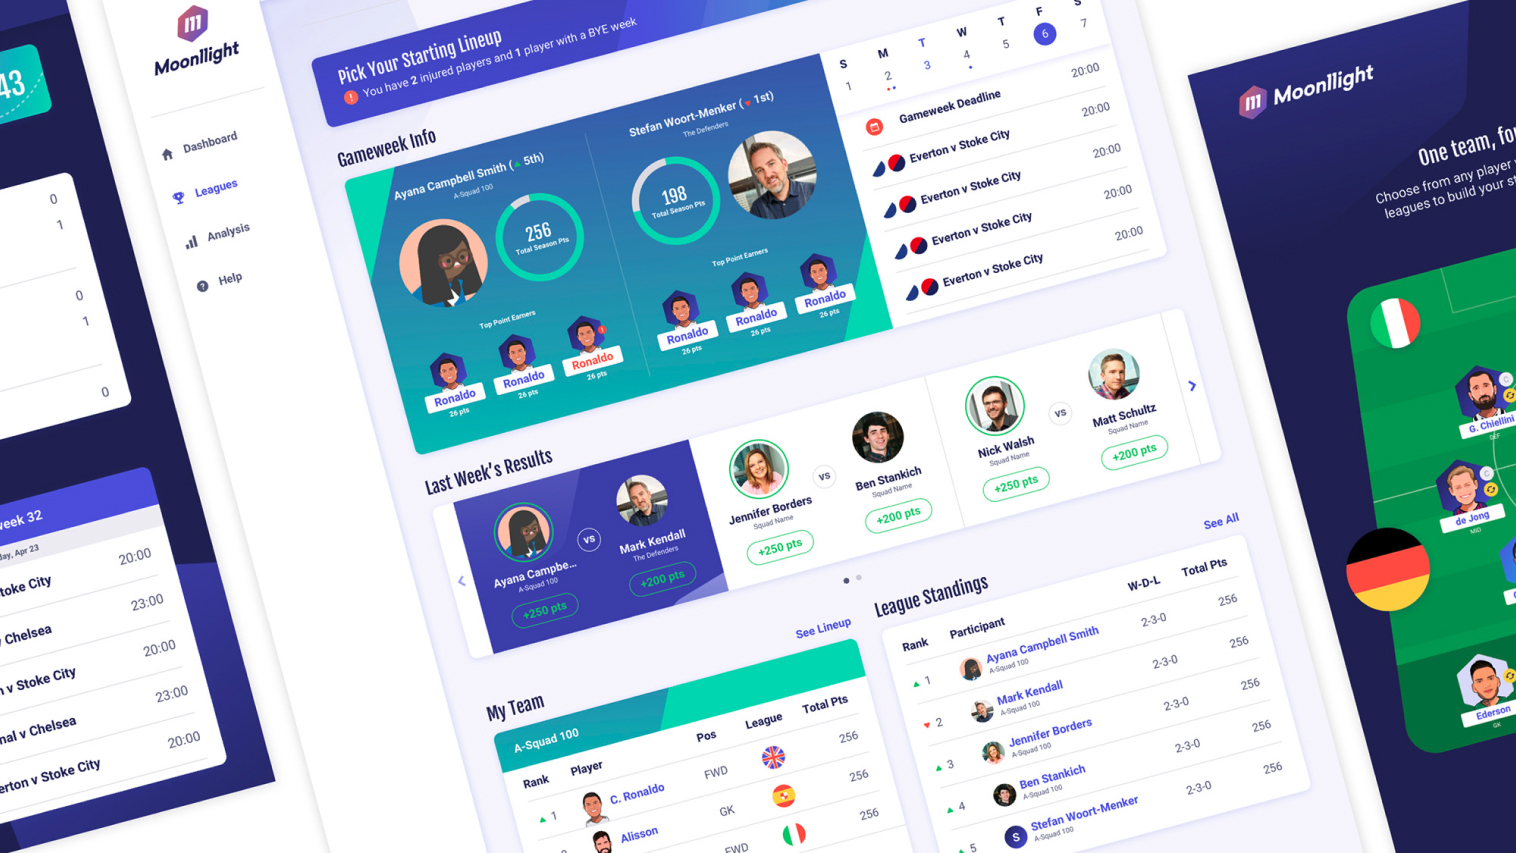 43
0
1
0
1
0
week 32
day, Apr 23
toke City
20:00
v Chelsea
23:00
n v Stoke City
20:00
nal v Chelsea
23:00
erton v Stoke City
20:00
m
Moon11ight
Dashboard
Leagues
Analysis
Help
Pick Your Starting Lineup
You have 2 injured players and 1 player with a BYE week
Gameweek Info
Ayana Campbell Smith ( 5th)
A-Squad 100
256
Total Season Pts
Top Point Earners
Ronaldo
26 pts
Ronaldo
26 pts
Ronaldo
26 pts
Stefan Woort-Menker ( 1st)
The Defenders
198
Total Season Pts
Top Point Earners
Ronaldo
26 pts
Ronaldo
26 pts
Ronaldo
26 pts
S M T W T F S
1 2 3 4 5 6 7
Gameweek Deadline
20:00
Everton v Stoke City
20:00
Everton v Stoke City
20:00
Everton v Stoke City
20:00
Everton v Stoke City
20:00
Last Week's Results
Ayana Campbe...
A-Squad 100
+250 pts
VS
Mark Kendall
The Defenders
+200 pts
Jennifer Borders
Squad Name
+250 pts
VS
Ben Stankich
Squad Name
+200 pts
Nick Walsh
Squad Name
+250 pts
VS
Matt Schultz
Squad Name
+200 pts
My Team
See Lineup
A-Squad 100
Rank Player Pos League Total Pts
1 C. Ronaldo FWD 256
Alisson GK 256
FWD 256
League Standings
See All
Rank Participant W-D-L Total Pts
1 Ayana Campbell Smith 2-3-0 256
A-Squad 100
2 Mark Kendall 2-3-0 256
A-Squad 100
3 Jennifer Borders 2-3-0 256
A-Squad 100
4 Ben Stankich 2-3-0 256
A-Squad 100
5 S Stefan Woort-Menker 2-3-0 256
A-Squad 100
m
Moon11ight
One team, fo
Choose from any player
leagues to build your st
C
G. Chiellini
DEF
C
de Jong
MID
Ederson
GK